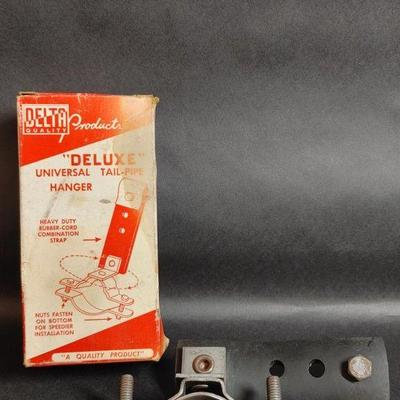 DELTA
QUALITY
Products
"DELUXE"
UNIVERSAL TAIL-PIPE
HANGER
HEAVY DUTY
RUBBER-CORD
COMBINATION
STRAP
NUTS FASTEN
ON BOTTOM
FOR SPEEDIER
INSTALLATION
"A QUALITY PRODUCT"